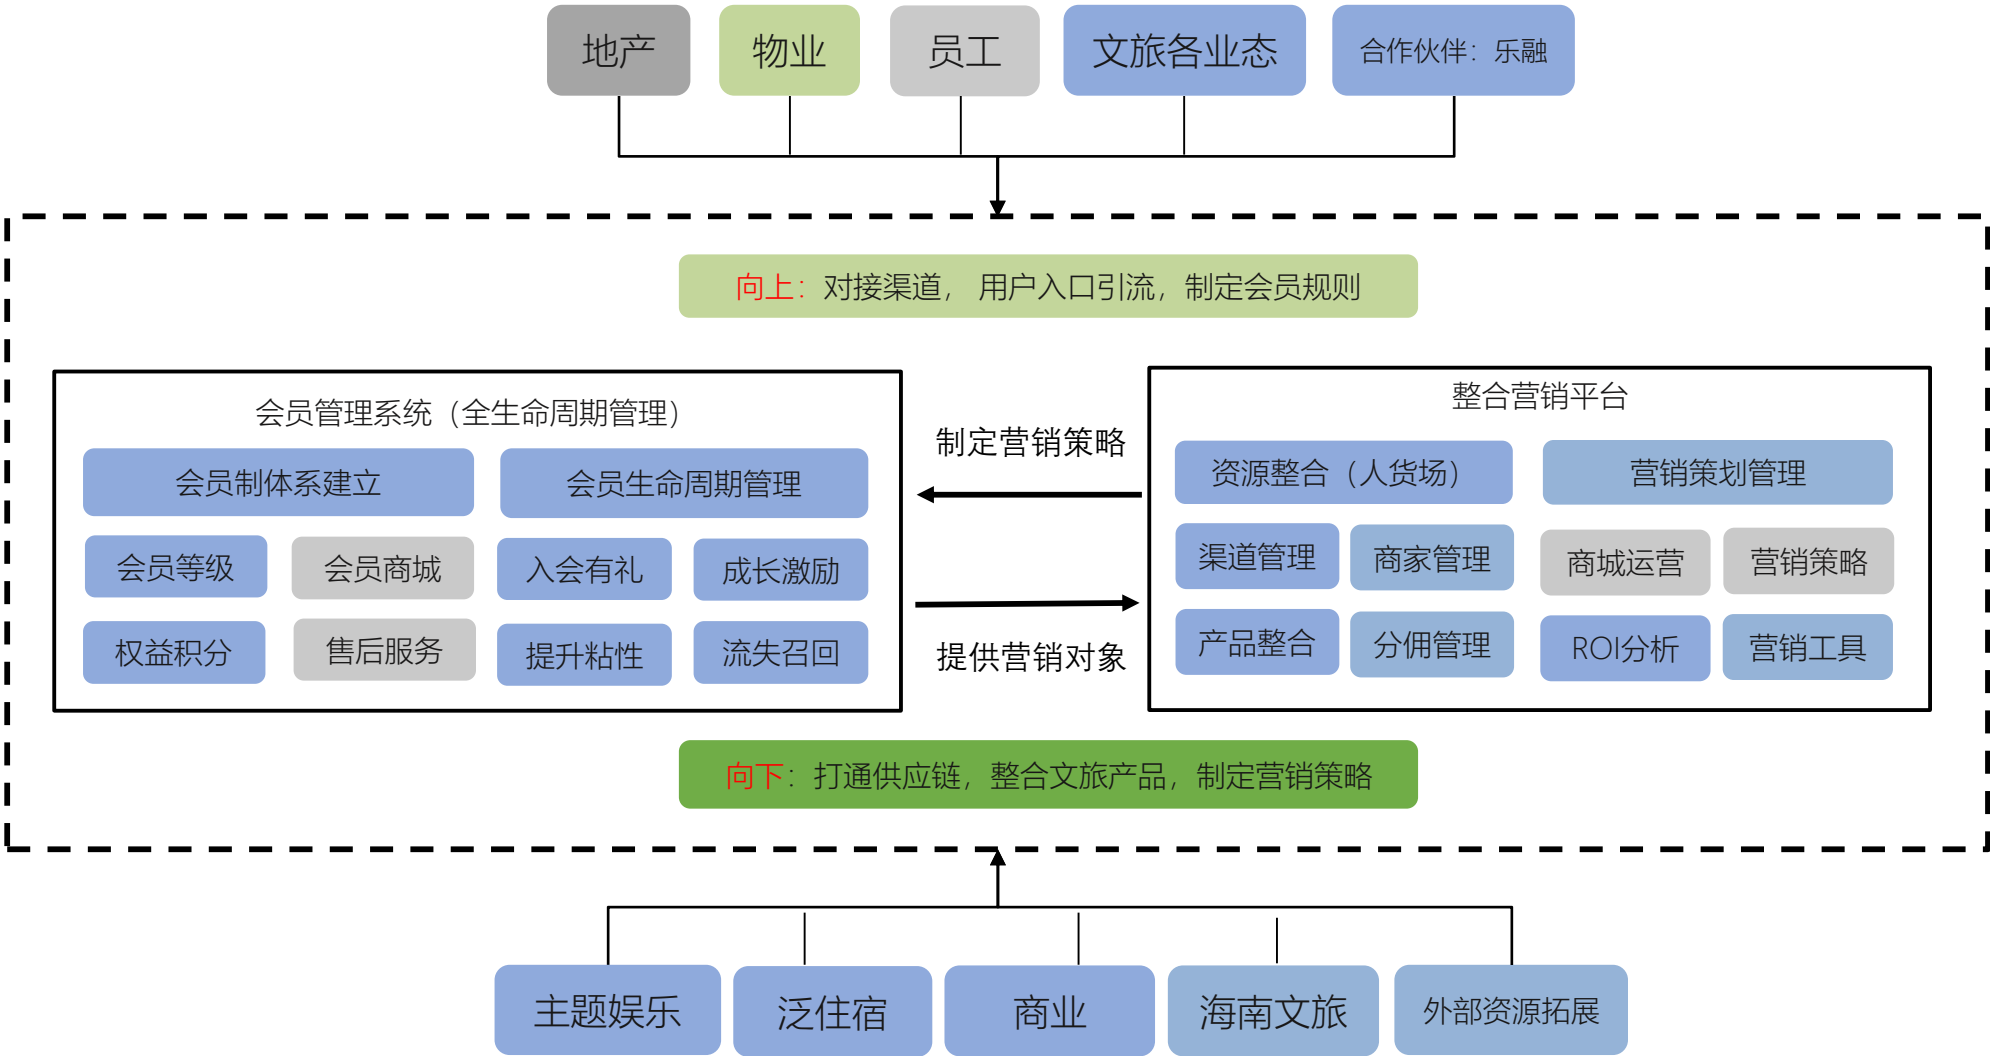 地产
物业
员工
文旅各业态
合作伙伴：乐融
向上：对接渠道， 用户入口引流，制定会员规则
会员管理系统（全生命周期管理）
会员制体系建立
会员生命周期管理
会员等级
会员商城
入会有礼
成长激励
权益积分
售后服务
提升粘性
流失召回
制定营销策略
提供营销对象
整合营销平台
资源整合（人货场）
营销策划管理
渠道管理
商家管理
商城运营
营销策略
产品整合
分佣管理
ROI分析
营销工具
向下：打通供应链，整合文旅产品，制定营销策略
主题娱乐
泛住宿
商业
海南文旅
外部资源拓展